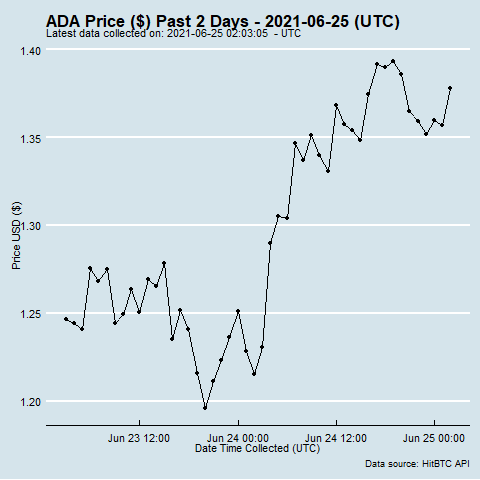 ADA Price ($) Past 2 Days - 2021-06-25 (UTC)
Latest data collected on: 2021-06-25 02:03:05  - UTC
1.40
1.35
1.30
1.25
1.20
Price USD ($)
Jun 23 12:00
Jun 24 00:00
Jun 24 12:00
Jun 25 00:00
Date Time Collected (UTC)
Data source: HitBTC API